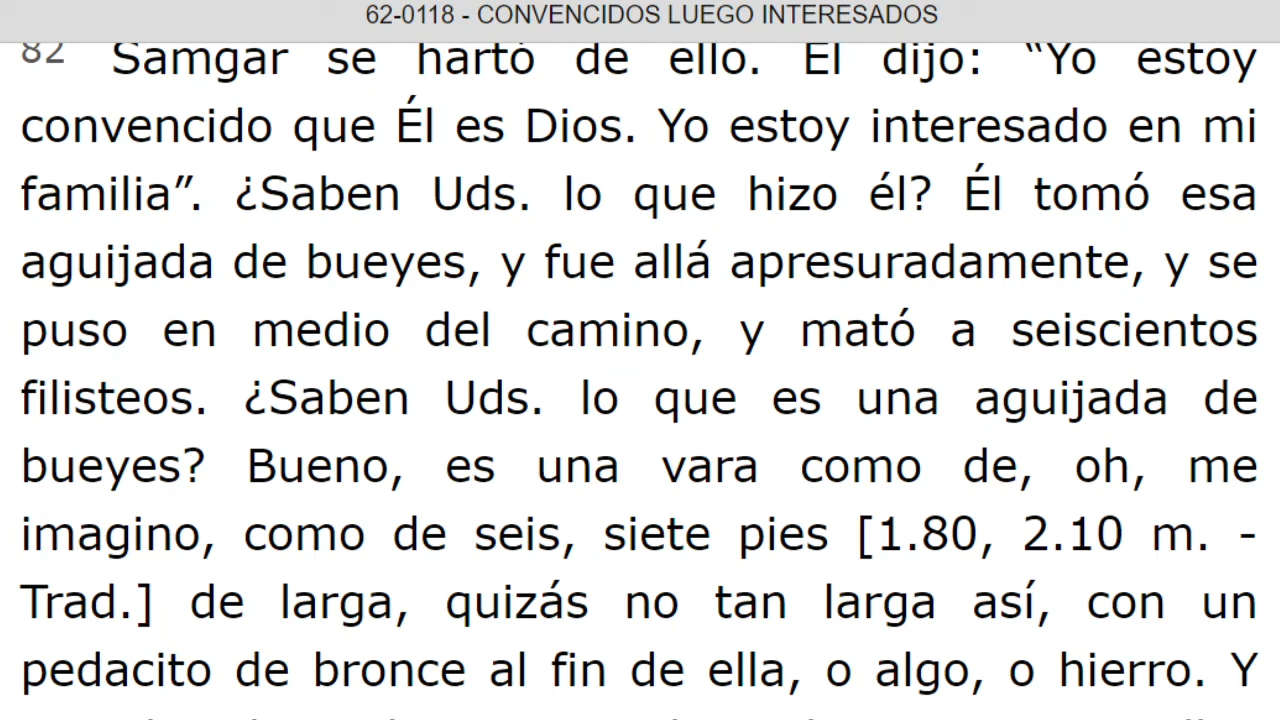 62-0118 - CONVENCIDOS LUEGO INTERESADOS
82 Samgar se hartó de ello. Él dijo: “Yo estoy
convencido que Él es Dios. Yo estoy interesado en mi
familia”. ¿Saben Uds. lo que hizo él? Él tomó esa
aguijada de bueyes, y fue allá apresuradamente, y se
puso en medio del camino, y mató a seiscientos
filisteos. ¿Saben Uds. lo que es una aguijada de
bueyes? Bueno, es una vara como de, oh, me
imagino, como de seis, siete pies [1.80, 2.10 m. -
Trad.] de larga, quizás no tan larga así, con un
pedacito de bronce al fin de ella, o algo, o hierro. Y